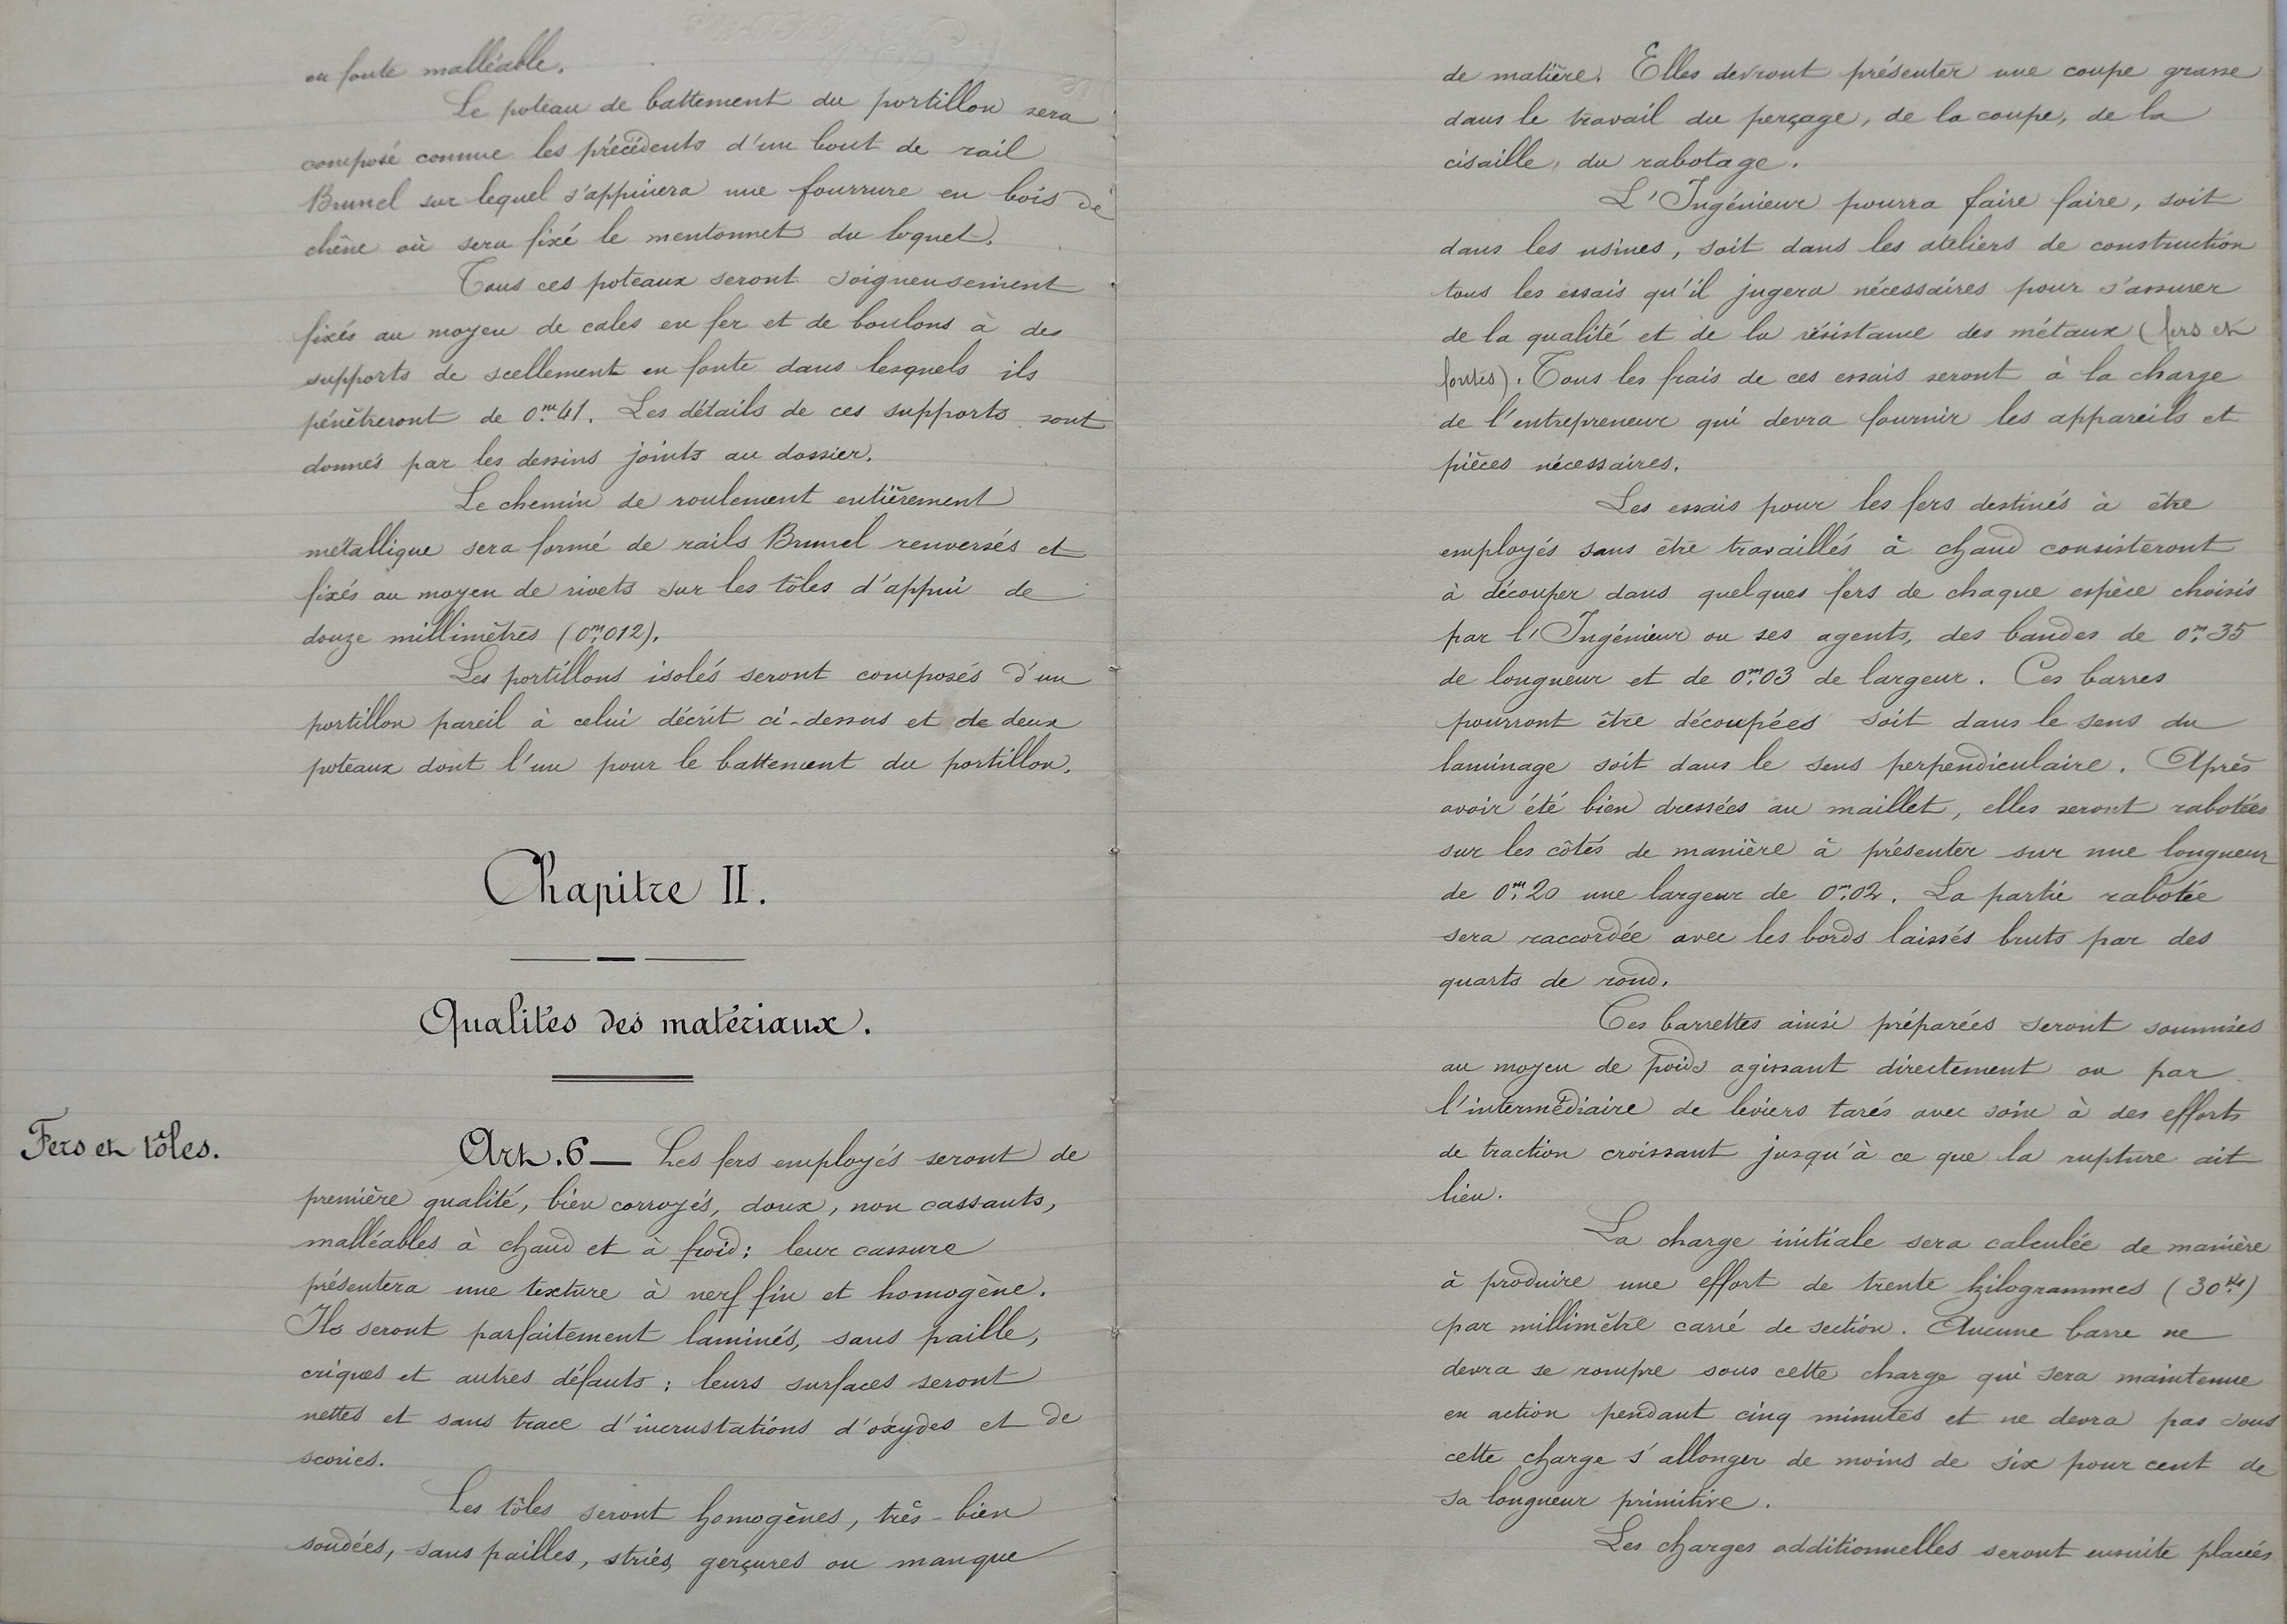 en fonte malléable.
Le poteau de battement du portillon sera
composé comme les précédents d'un bout de rail
Brunel sur lequel s'appuiera une fourrure en bois de
chêne où sera fixé le mentonnet du loquet.
Tous ces poteaux seront soigneusement
fixés au moyen de cales en fer et de boulons à des
supports de scellement en fonte dans lesquels ils
pénètreront de 0m,41. Les détails de ces supports sont
donnés par les dessins joints au dossier.
Le chemin de roulement entièrement
métallique sera formé de rails Brunel renversés et
fixés au moyen de rivets sur les tôles d'appui de
douze millimètres (0m,012).
Les portillons isolés seront composés d'un
portillon pareil à celui décrit ci-dessus et de deux
poteaux dont l'un pour le battement du portillon.
Chapitre II.
Qualités des matériaux.
Fers et tôles.
Art. 6 — Les fers employés seront de
première qualité, bien corroyés, doux, non cassants,
malléables à chaud et à froid; leur cassure
présentera une texture à nerf fin et homogène.
Ils seront parfaitement laminés, sans paille,
criques et autres défauts; leurs surfaces seront
nettes et sans trace d'incrustations d'oxydes et de
scories.
Les tôles seront homogènes, très-bien
soudées, sans pailles, striés, gerçures ou manque
de matière. Elles devront présenter une coupe grasse
dans le travail du perçage, de la coupe, de la
cisaille, du rabotage.
L'Ingénieur pourra faire faire, soit
dans les usines, soit dans les ateliers de construction
tous les essais qu'il jugera nécessaires pour s'assurer
de la qualité et de la résistance des métaux (fers et
fontes). Tous les frais de ces essais seront à la charge
de l'entrepreneur qui devra fournir les appareils et
pièces nécessaires.
Les essais pour les fers destinés à être
employés sans être travaillés à chaud consisteront
à découper dans quelques fers de chaque espèce choisis
par l'Ingénieur ou ses agents, des bandes de 0m,35
de longueur et de 0m,03 de largeur. Ces barres
pourront être découpées soit dans le sens du
laminage soit dans le sens perpendiculaire. Après
avoir été bien dressées au maillet, elles seront rabotées
sur les côtés de manière à présenter sur une longueur
de 0m,20 une largeur de 0m,02. La partie rabotée
sera raccordée avec les bords laissés bruts par des
quarts de rond.
Ces barrettes ainsi préparées seront soumises
au moyen de poids agissant directement ou par
l'intermédiaire de leviers tarés avec soin à des efforts
de traction croissant jusqu'à ce que la rupture ait
lieu.
La charge initiale sera calculée de manière
à produire une effort de trente kilogrammes (30ks)
par millimètre carré de section. Aucune barre ne
devra se rompre sous cette charge qui sera maintenue
en action pendant cinq minutes et ne devra pas sous
cette charge s'allonger de moins de six pour cent de
sa longueur primitive.
Les charges additionnelles seront ensuite placées